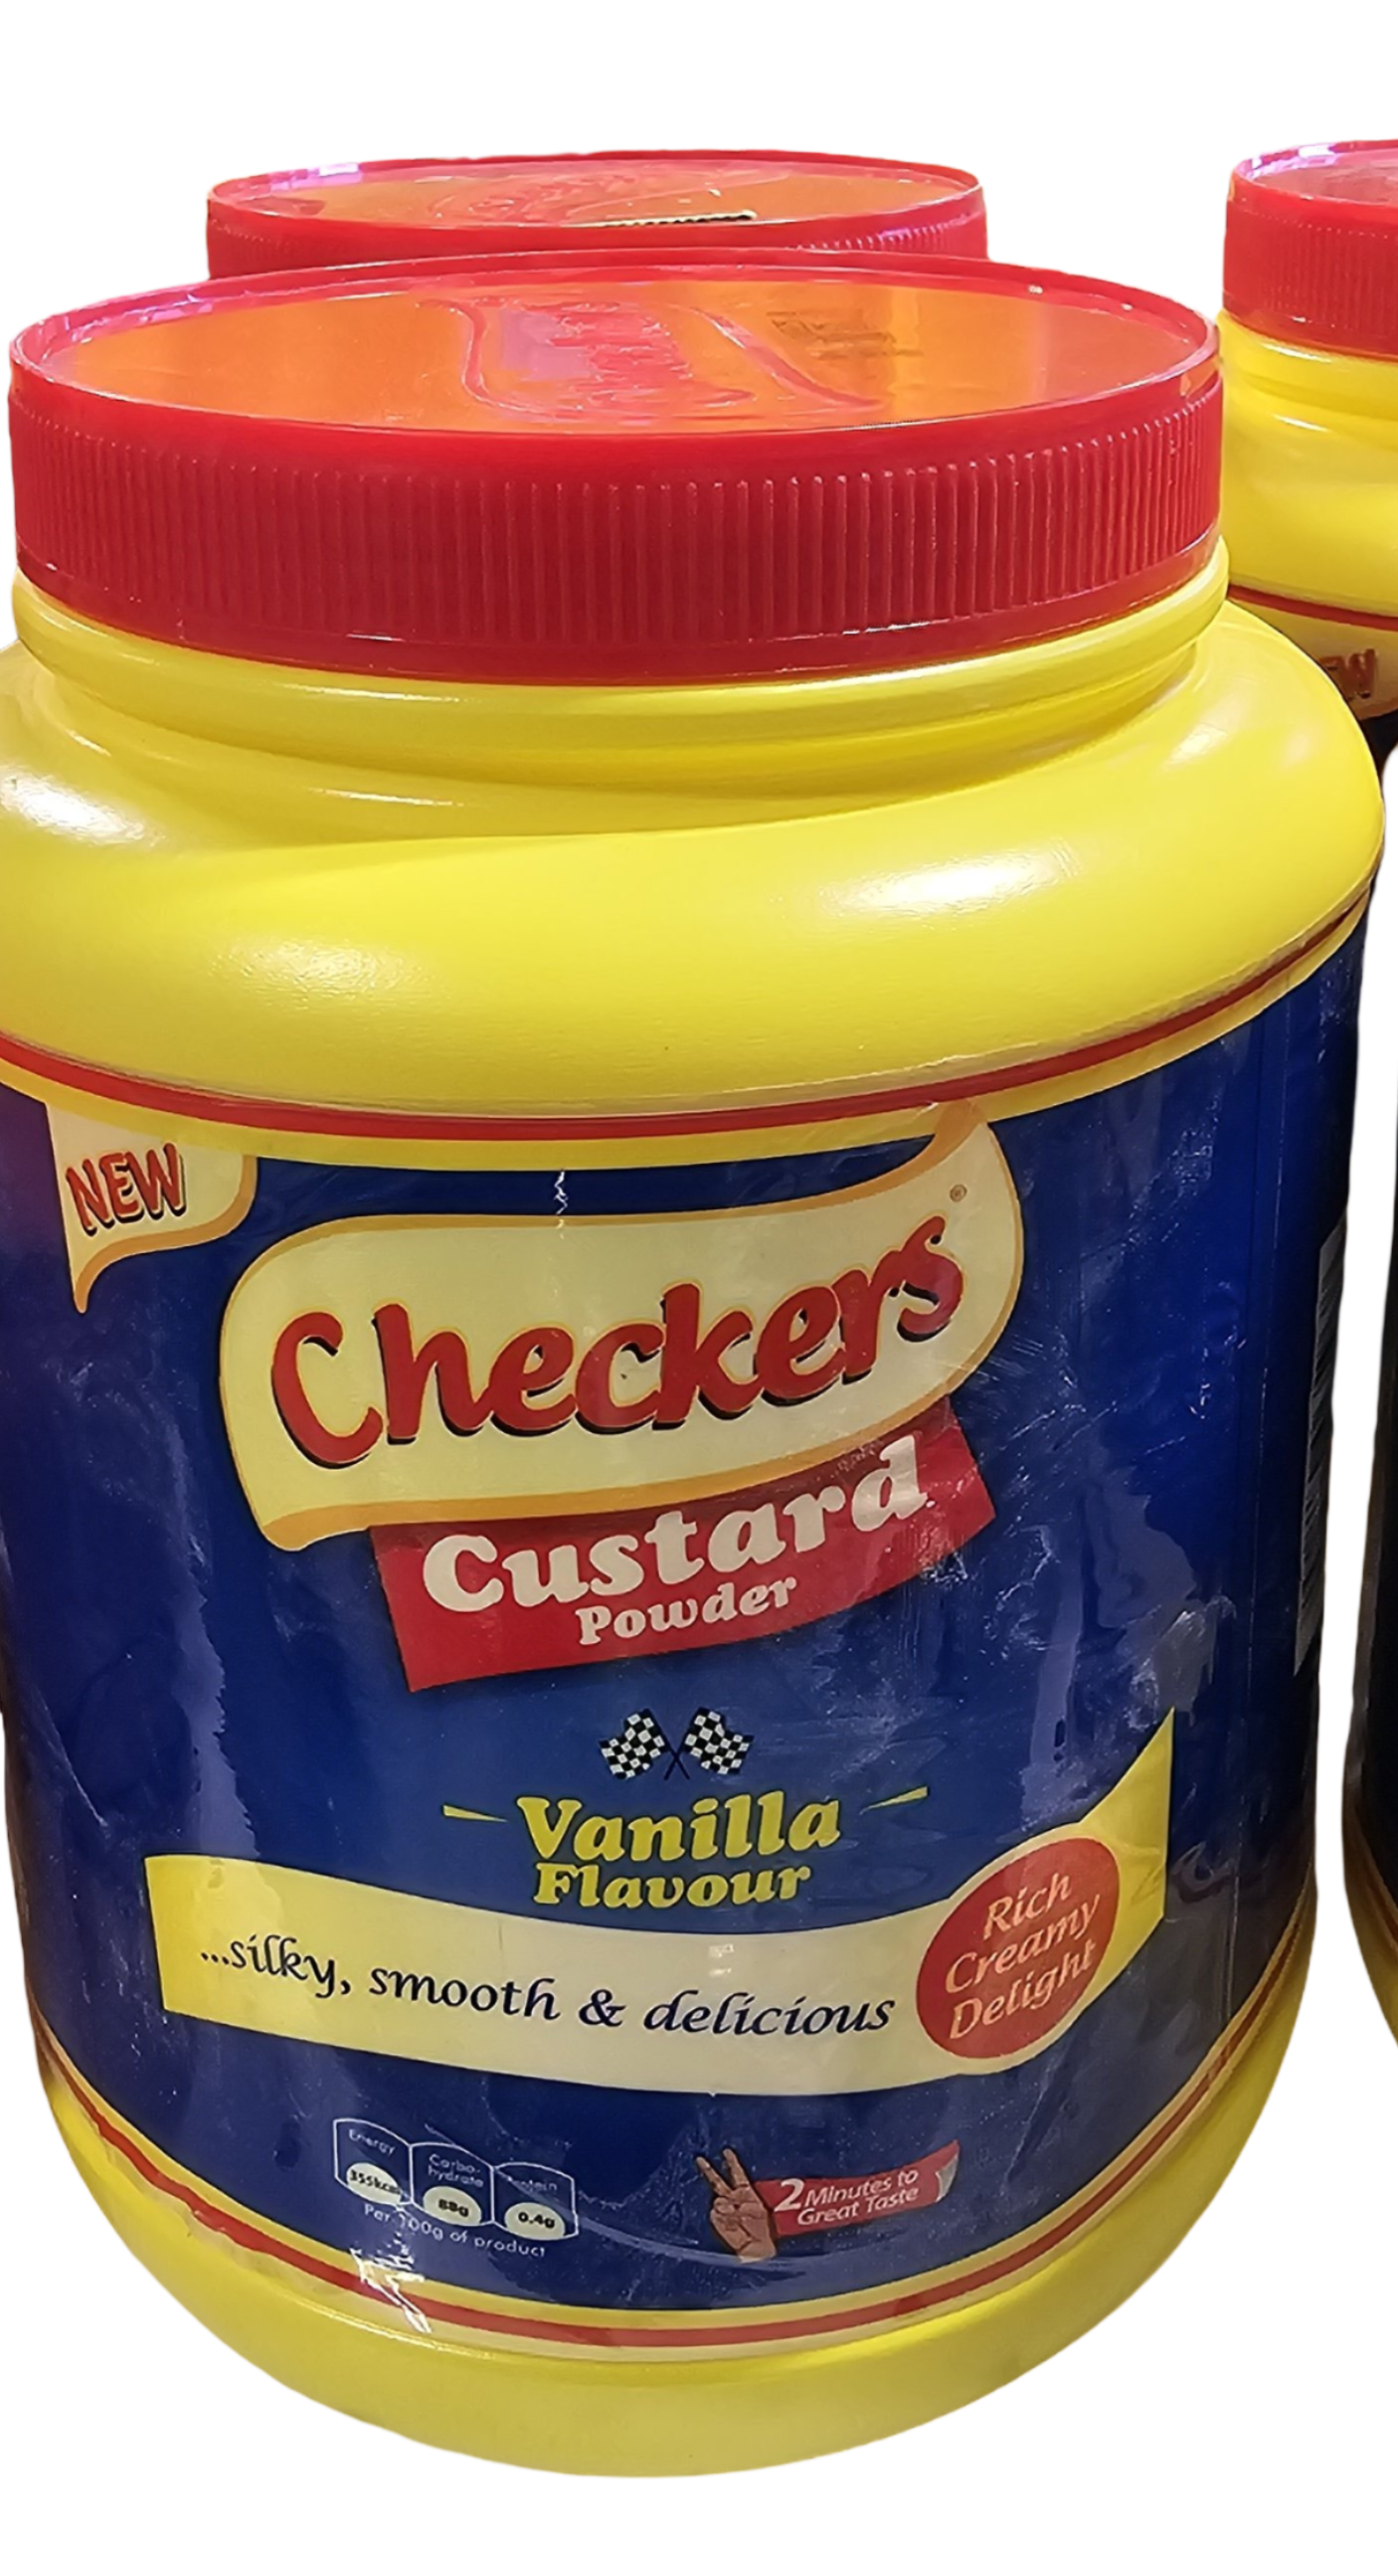 NEW
Checkers®
Custard
Powder
Vanilla
Flavour
...silky, smooth & delicious
Rich
Creamy
Delight
Energy
355kcal
Carbo-
hydrate
88g
Protein
0.4g
Per 100g of product
2 Minutes to
Great Taste